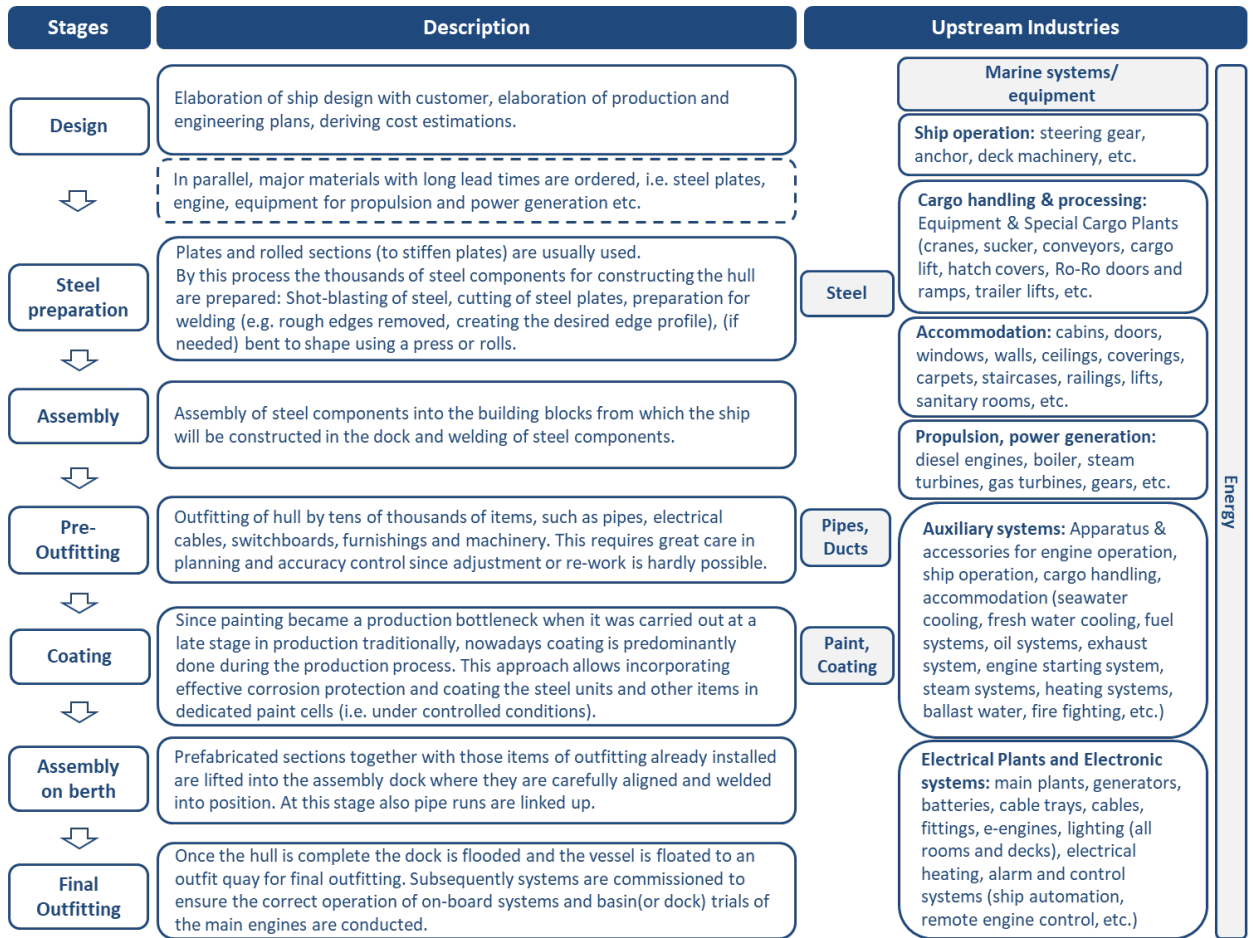 Stages
Description
Upstream Industries
Design
Elaboration of ship design with customer, elaboration of production and
engineering plans, deriving cost estimations.
In parallel, major materials with long lead times are ordered, i.e. steel plates,
engine, equipment for propulsion and power generation etc.
Steel
preparation
Plates and rolled sections (to stiffen plates) are usually used.
By this process the thousands of steel components for constructing the hull
are prepared: Shot-blasting of steel, cutting of steel plates, preparation for
welding (e.g. rough edges removed, creating the desired edge profile), (if
needed) bent to shape using a press or rolls.
Steel
Assembly
Assembly of steel components into the building blocks from which the ship
will be constructed in the dock and welding of steel components.
Pre-
Outfitting
Outfitting of hull by tens of thousands of items, such as pipes, electrical
cables, switchboards, furnishings and machinery. This requires great care in
planning and accuracy control since adjustment or re-work is hardly possible.
Pipes,
Ducts
Coating
Since painting became a production bottleneck when it was carried out at a
late stage in production traditionally, nowadays coating is predominantly
done during the production process. This approach allows incorporating
effective corrosion protection and coating the steel units and other items in
dedicated paint cells (i.e. under controlled conditions).
Paint,
Coating
Assembly
on berth
Prefabricated sections together with those items of outfitting already installed
are lifted into the assembly dock where they are carefully aligned and welded
into position. At this stage also pipe runs are linked up.
Final
Outfitting
Once the hull is complete the dock is flooded and the vessel is floated to an
outfit quay for final outfitting. Subsequently systems are commissioned to
ensure the correct operation of on-board systems and basin(or dock) trials of
the main engines are conducted.
Marine systems/
equipment
Ship operation: steering gear,
anchor, deck machinery, etc.
Cargo handling & processing:
Equipment & Special Cargo Plants
(cranes, sucker, conveyors, cargo
lift, hatch covers, Ro-Ro doors and
ramps, trailer lifts, etc.
Accommodation: cabins, doors,
windows, walls, ceilings, coverings,
carpets, staircases, railings, lifts,
sanitary rooms, etc.
Propulsion, power generation:
diesel engines, boiler, steam
turbines, gas turbines, gears, etc.
Auxiliary systems: Apparatus &
accessories for engine operation,
ship operation, cargo handling,
accommodation (seawater
cooling, fresh water cooling, fuel
systems, oil systems, exhaust
system, engine starting system,
steam systems, heating systems,
ballast water, fire fighting, etc.)
Electrical Plants and Electronic
systems: main plants, generators,
batteries, cable trays, cables,
fittings, e-engines, lighting (all
rooms and decks), electrical
heating, alarm and control
systems (ship automation,
remote engine control, etc.)
Energy